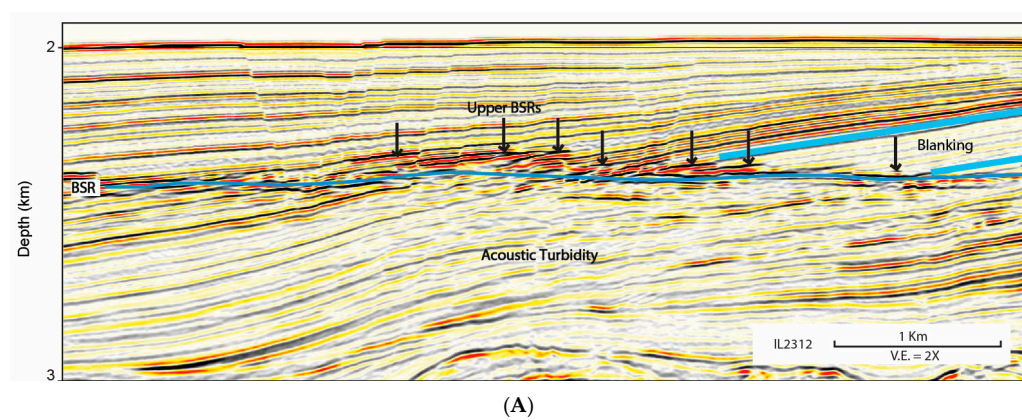 2
Upper BSRs
Blanking
BSR
Depth (km)
Acoustic Turbidity
IL2312
1 Km
V.E. = 2X
3
(A)